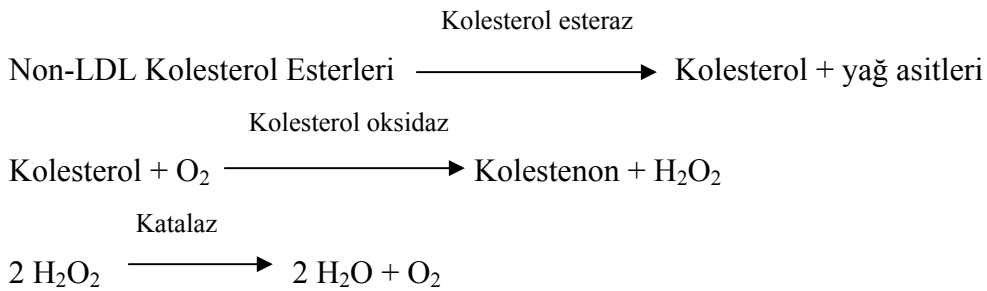 Kolesterol esteraz
Non-LDL Kolesterol Esterleri → Kolesterol + yağ asitleri
Kolesterol oksidaz
Kolesterol + O₂ → Kolestenon + H₂O₂
Katalaz
2 H₂O₂ → 2 H₂O + O₂